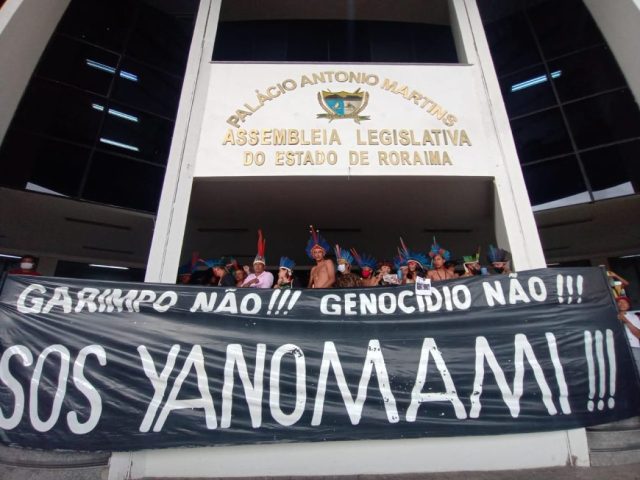 PALÁCIO ANTONIO MARTINS
ASSEMBLEIA LEGISLATIVA
DO ESTADO DE RORAIMA
GARIMPO NÃO!!! GENOCÍDIO NÃO!!!
SOS YANOMAMI!!!